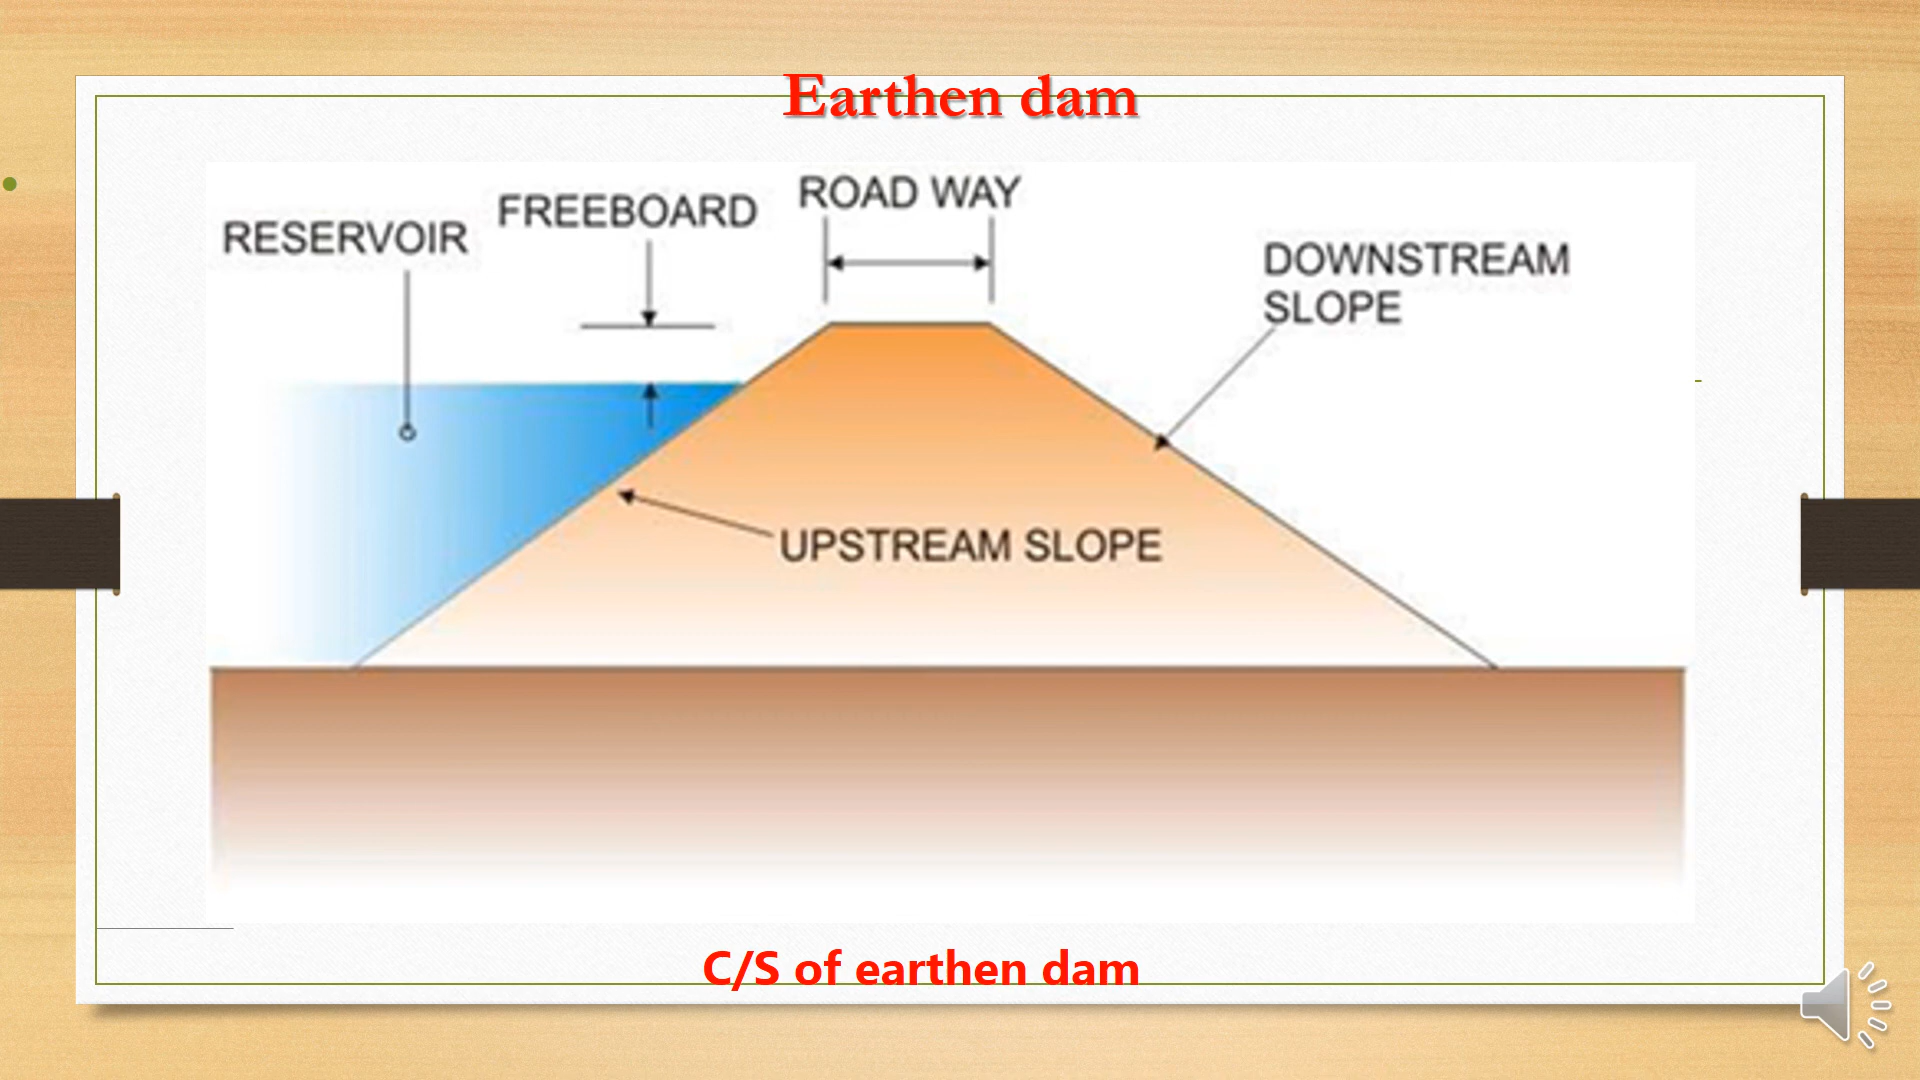 Earthen dam
RESERVOIR
FREEBOARD
ROAD WAY
DOWNSTREAM
SLOPE
UPSTREAM SLOPE
C/S of earthen dam